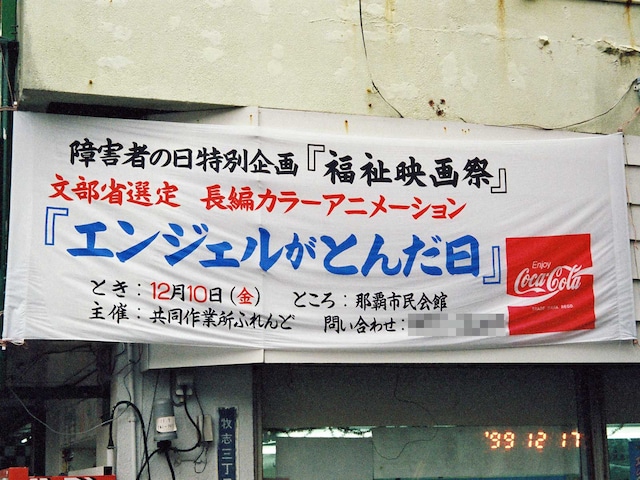 障害者の日特別企画『福祉映画祭』
文部省選定 長編カラーアニメーション
『エンジェルがとんだ日』
とき：12月10日（金） ところ：那覇市民会館
主催：共同作業所ふれんど 問い合わせ：
Enjoy
Coca-Cola
牧志三丁
'99 12 17